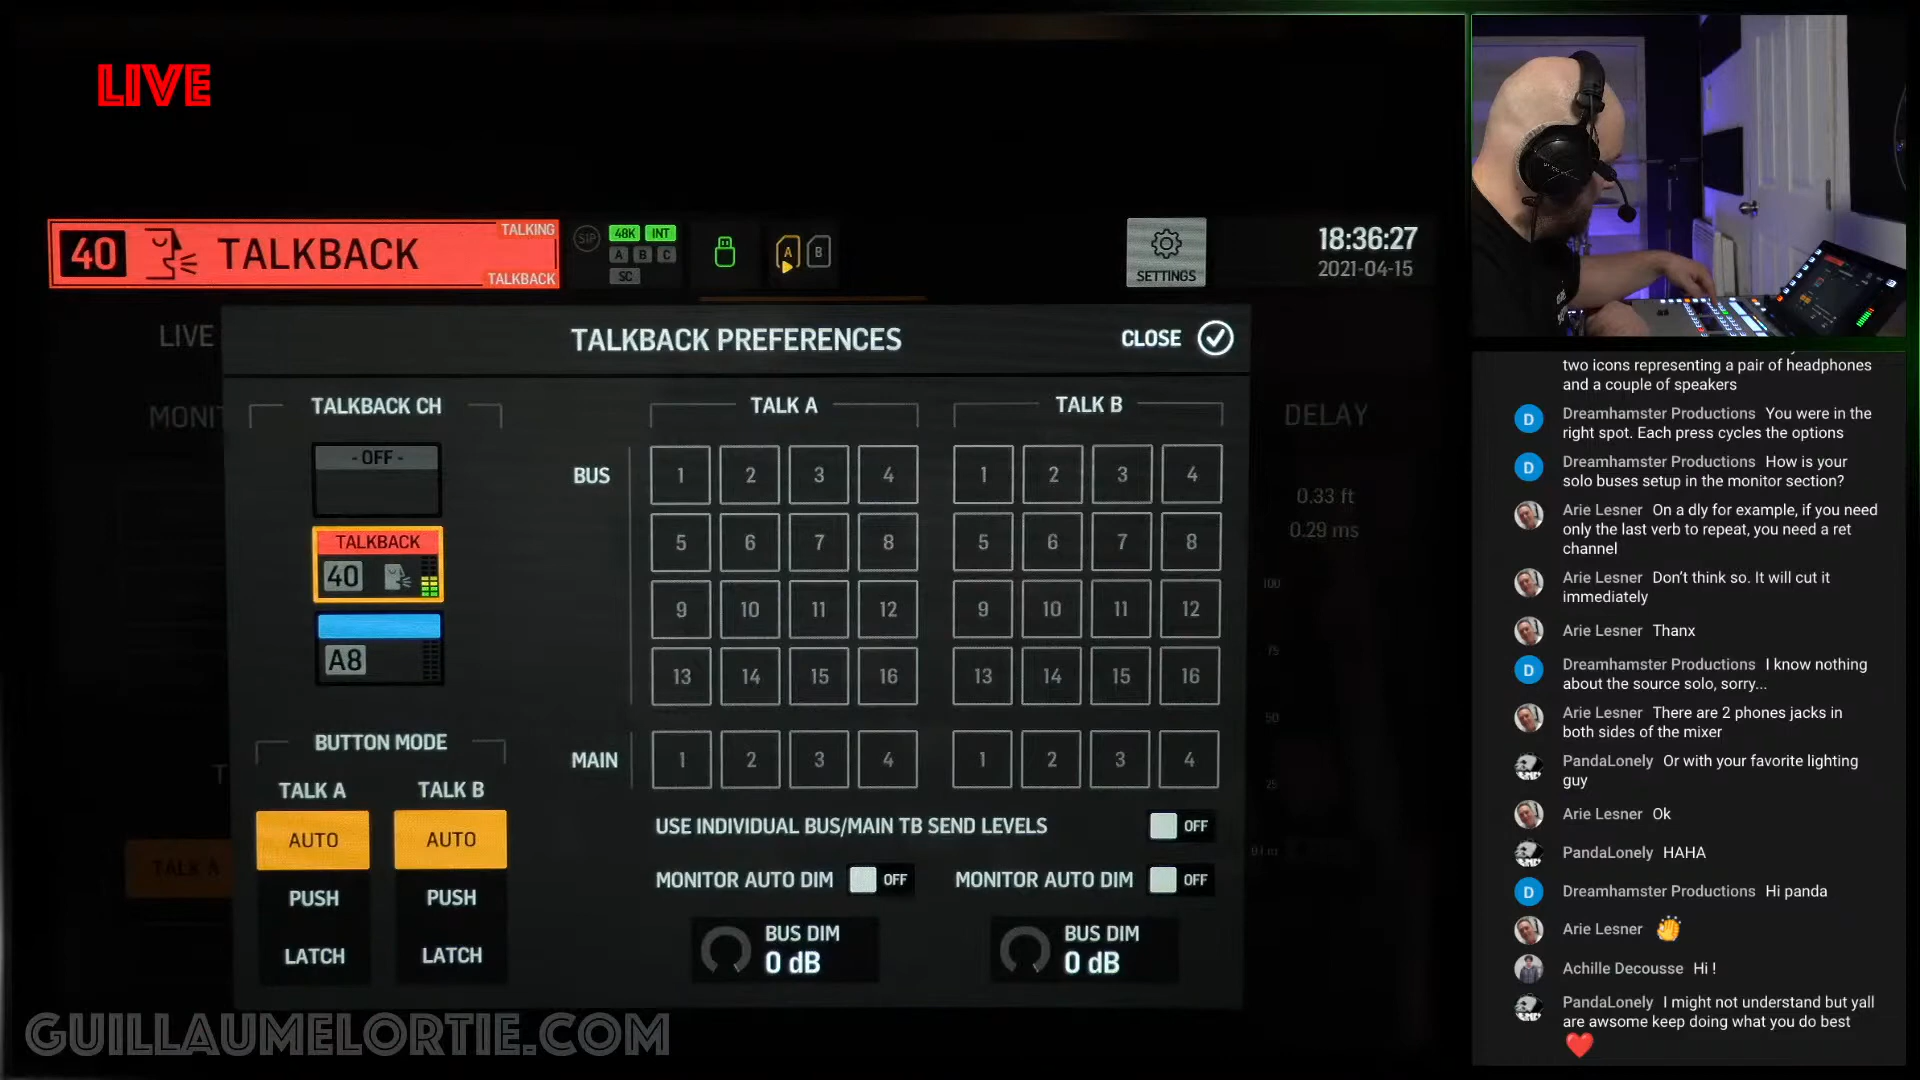 LIVE
40 TALKBACK TALKING TALKBACK
SIP 48K INT
A B C
SC
A B
SETTINGS
18:36:27
2021-04-15
LIVE
TALKBACK PREFERENCES
CLOSE
TALKBACK CH
TALK A TALK B
DELAY
- OFF -
BUS 1 2 3 4 1 2 3 4
0.33 ft
0.29 ms
TALKBACK
40
5 6 7 8 5 6 7 8
A8
9 10 11 12 9 10 11 12
100
75
13 14 15 16 13 14 15 16
50
BUTTON MODE
MAIN 1 2 3 4 1 2 3 4
25
TALK A TALK B
AUTO AUTO
PUSH PUSH
LATCH LATCH
TALK A
USE INDIVIDUAL BUS/MAIN TB SEND LEVELS OFF
MONITOR AUTO DIM OFF MONITOR AUTO DIM OFF
BUS DIM BUS DIM
0 dB 0 dB
GUILLAUMELORTIE.COM
two icons representing a pair of headphones
and a couple of speakers
D Dreamhamster Productions You were in the
right spot. Each press cycles the options
D Dreamhamster Productions How is your
solo buses setup in the monitor section?
Arie Lesner On a dly for example, if you need
only the last verb to repeat, you need a ret
channel
Arie Lesner Don't think so. It will cut it
immediately
Arie Lesner Thanx
D Dreamhamster Productions I know nothing
about the source solo, sorry...
Arie Lesner There are 2 phones jacks in
both sides of the mixer
PandaLonely Or with your favorite lighting
guy
Arie Lesner Ok
PandaLonely HAHA
D Dreamhamster Productions Hi panda
Arie Lesner 👏
Achille Decousse Hi !
PandaLonely I might not understand but yall
are awsome keep doing what you do best
❤️